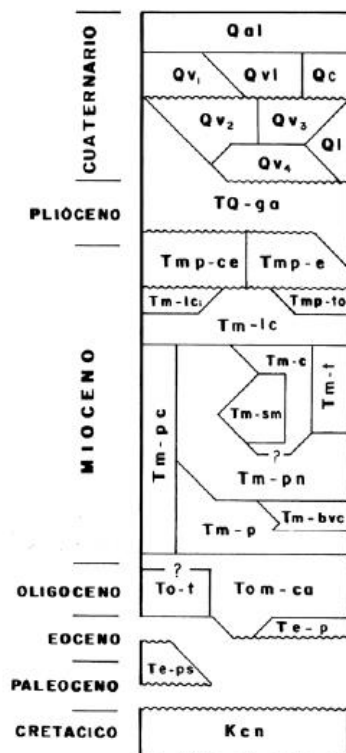 CUATERNARIO
Qal
Qv₁
Qvl
Qc
Qv₂
Qv₃
Ql
Qv₄
PLIOCENO
TQ-ga
MIOCENO
Tmp-ce
Tmp-e
Tm-lcᵢ
Tmp-to
Tm-lc
Tm-pc
Tm-c
Tm-t
Tm-sm
?
Tm-pn
Tm-bvc
Tm-p
OLIGOCENO
?
To-t
Tom-ca
Te-p
EOCENO
Te-ps
PALEOCENO
CRETACICO
Kcn